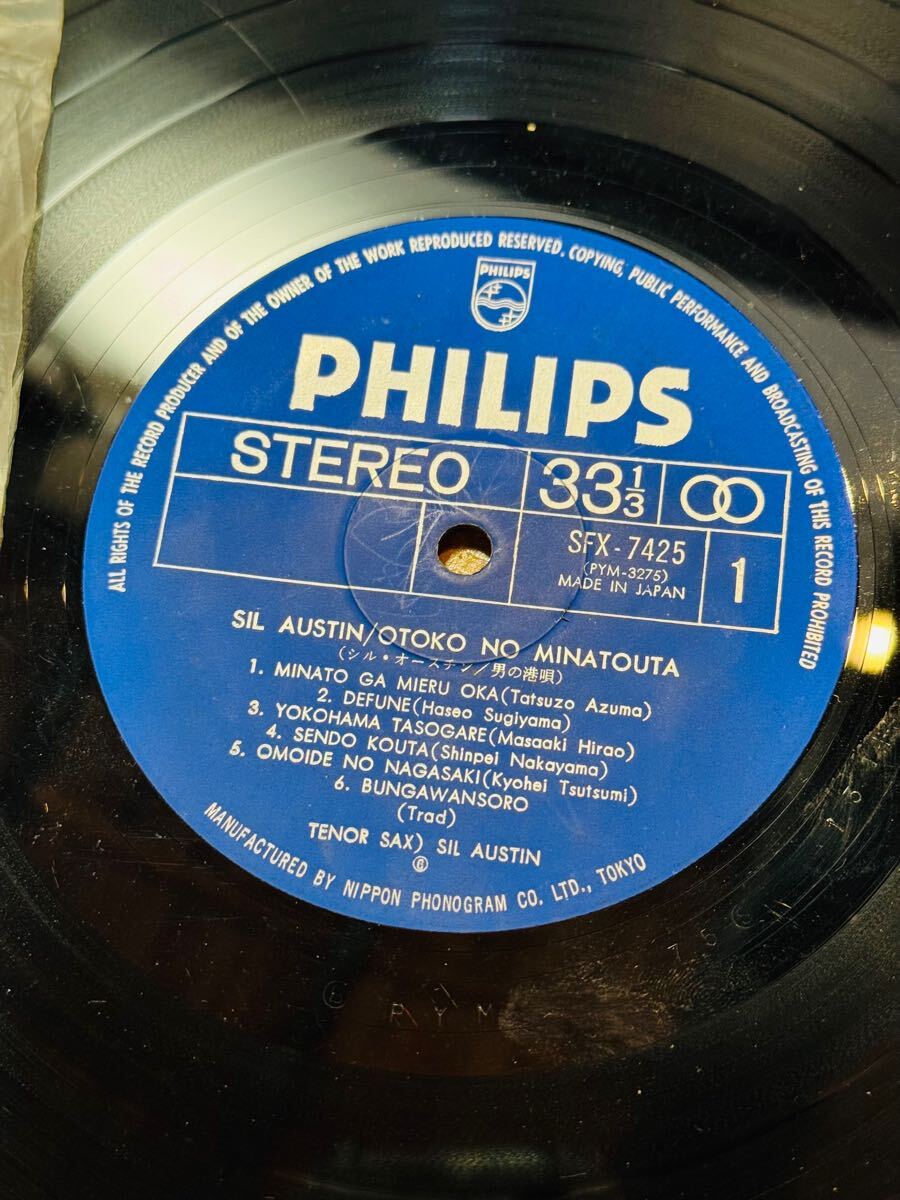 ALL RIGHTS OF THE RECORD PRODUCER AND OF THE OWNER OF THE WORK REPRODUCED RESERVED. COPYING, PUBLIC PERFORMANCE AND BROADCASTING OF THIS RECORD PROHIBITED
PHILIPS
PHILIPS
STEREO
33 1/3
SFX-7425
(PYM-3275)
MADE IN JAPAN
1
SIL AUSTIN/OTOKO NO MINATOUTA
(シル・オースチン/男の港唄)
1. MINATO GA MIERU OKA(Tatsuzo Azuma)
2. DEFUNE(Haseo Sugiyama)
3. YOKOHAMA TASOGARE(Masaaki Hirao)
4. SENDO KOUTA(Shinpei Nakayama)
5. OMOIDE NO NAGASAKI(Kyohei Tsutsumi)
6. BUNGAWANSORO
(Trad)
TENOR SAX) SIL AUSTIN
MANUFACTURED BY NIPPON PHONOGRAM CO. LTD., TOKYO